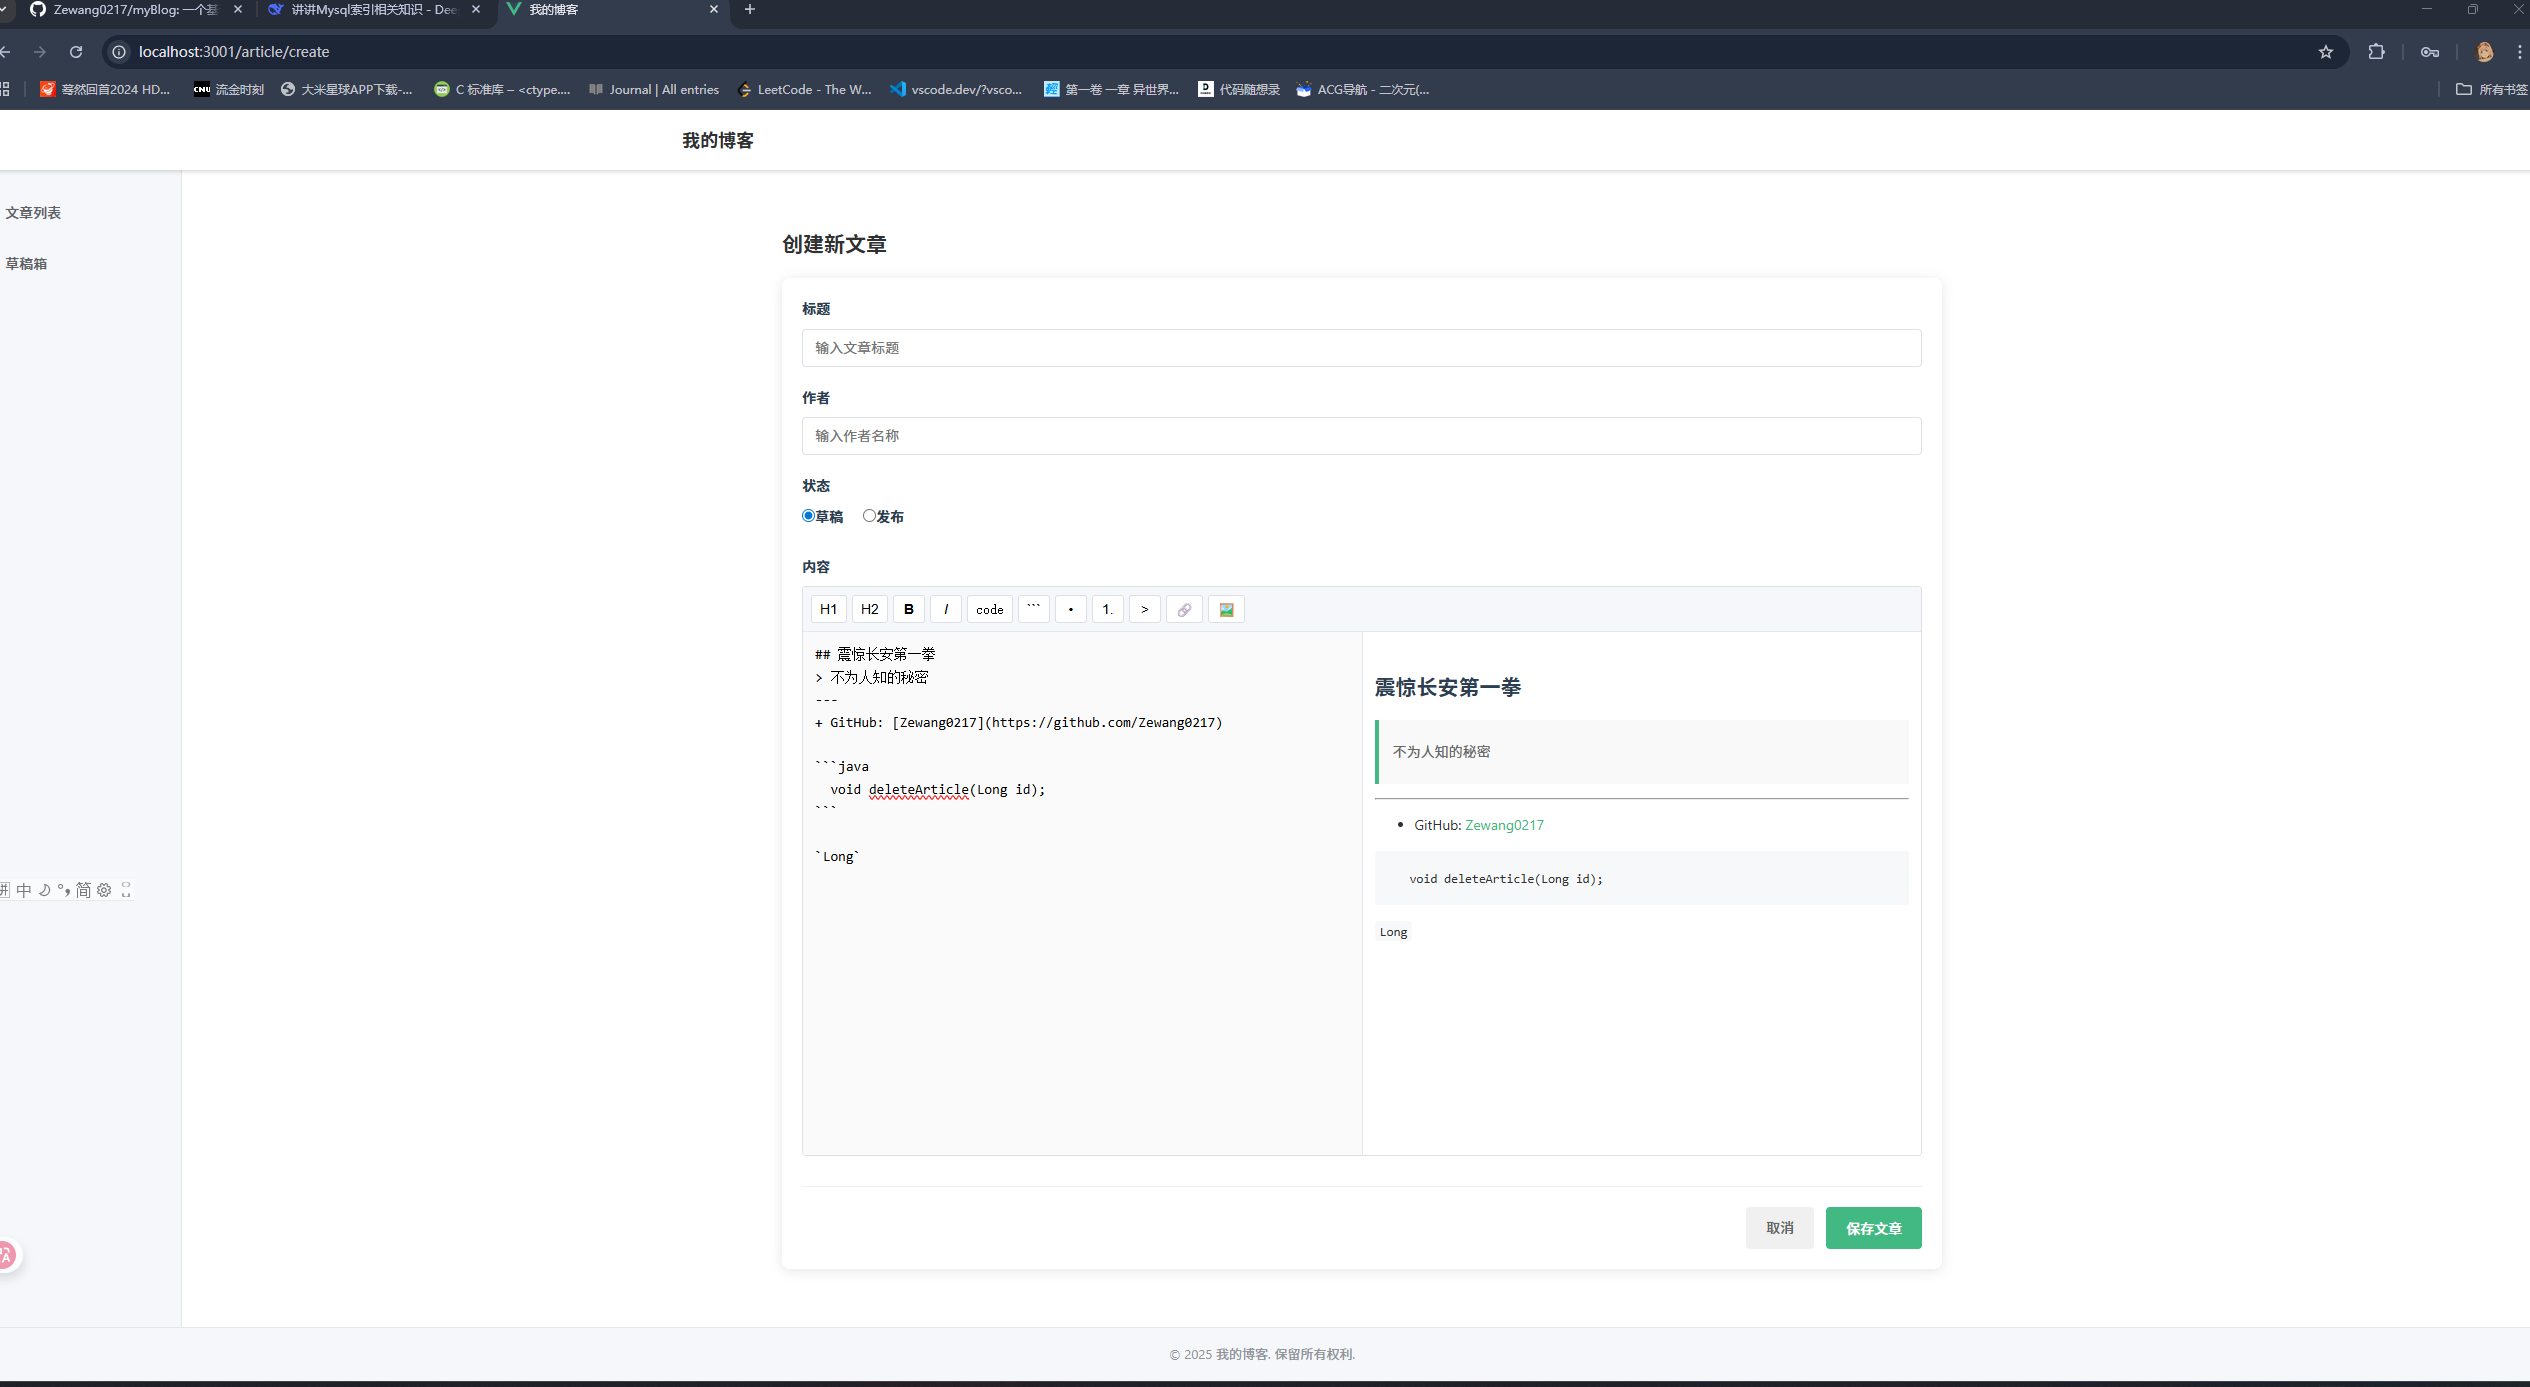 Zewang0217/myBlog: 一个基
讲讲Mysql索引相关知识 - Dee
我的博客
localhost:3001/article/create
蓦然回首2024 HD...
流金时刻
大米星球APP下载-...
C 标准库 – <ctype....
Journal | All entries
LeetCode - The W...
vscode.dev/?vsco...
第一卷 一章 异世界...
代码随想录
ACG导航 - 二次元(...
所有书签
我的博客
文章列表
草稿箱
创建新文章
标题
输入文章标题
作者
输入作者名称
状态
草稿 发布
内容
H1 H2 B I code ``` • 1. >
## 震惊长安第一拳
> 不为人知的秘密
---
+ GitHub: [Zewang0217](https://github.com/Zewang0217)
```java
void deleteArticle(Long id);
```
`Long`
震惊长安第一拳
不为人知的秘密
• GitHub: Zewang0217
void deleteArticle(Long id);
Long
拼 中 简
取消 保存文章
© 2025 我的博客. 保留所有权利.